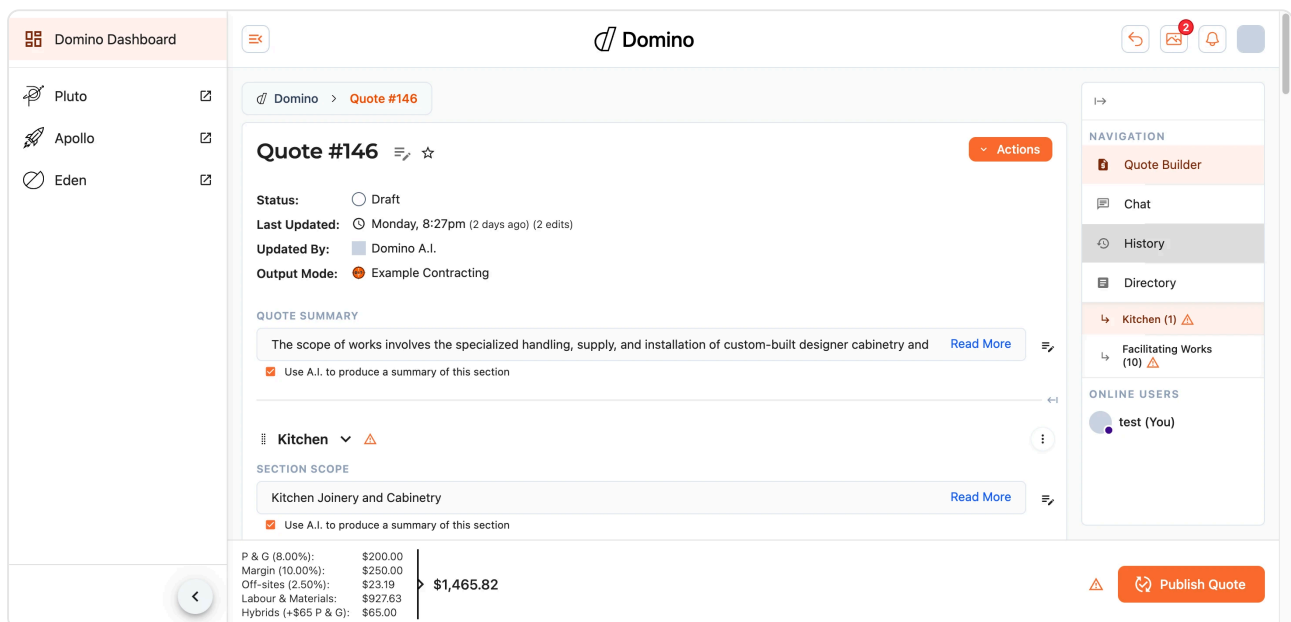 Domino Dashboard
Pluto
Apollo
Eden
Domino
2
Domino > Quote #146
Quote #146
Actions
Status: Draft
Last Updated: Monday, 8:27pm (2 days ago) (2 edits)
Updated By: Domino A.I.
Output Mode: Example Contracting
QUOTE SUMMARY
The scope of works involves the specialized handling, supply, and installation of custom-built designer cabinetry and Read More
Use A.I. to produce a summary of this section
Kitchen
SECTION SCOPE
Kitchen Joinery and Cabinetry Read More
Use A.I. to produce a summary of this section
NAVIGATION
Quote Builder
Chat
History
Directory
Kitchen (1)
Facilitating Works
(10)
ONLINE USERS
test (You)
P & G (8.00%): $200.00
Margin (10.00%): $250.00
Off-sites (2.50%): $23.19
Labour & Materials: $927.63
Hybrids (+$65 P & G): $65.00
$1,465.82
Publish Quote